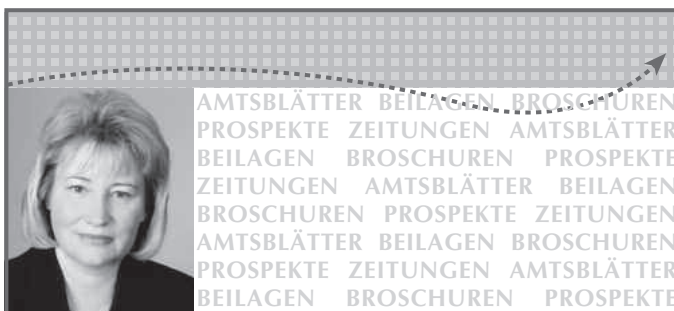 AMTSBLÄTTER BEILAGEN BROSCHUREN
PROSPEKTE ZEITUNGEN AMTSBLÄTTER
BEILAGEN BROSCHUREN PROSPEKTE
ZEITUNGEN AMTSBLÄTTER BEILAGEN
BROSCHUREN PROSPEKTE ZEITUNGEN
AMTSBLÄTTER BEILAGEN BROSCHUREN
PROSPEKTE ZEITUNGEN AMTSBLÄTTER
BEILAGEN BROSCHUREN PROSPEKTE